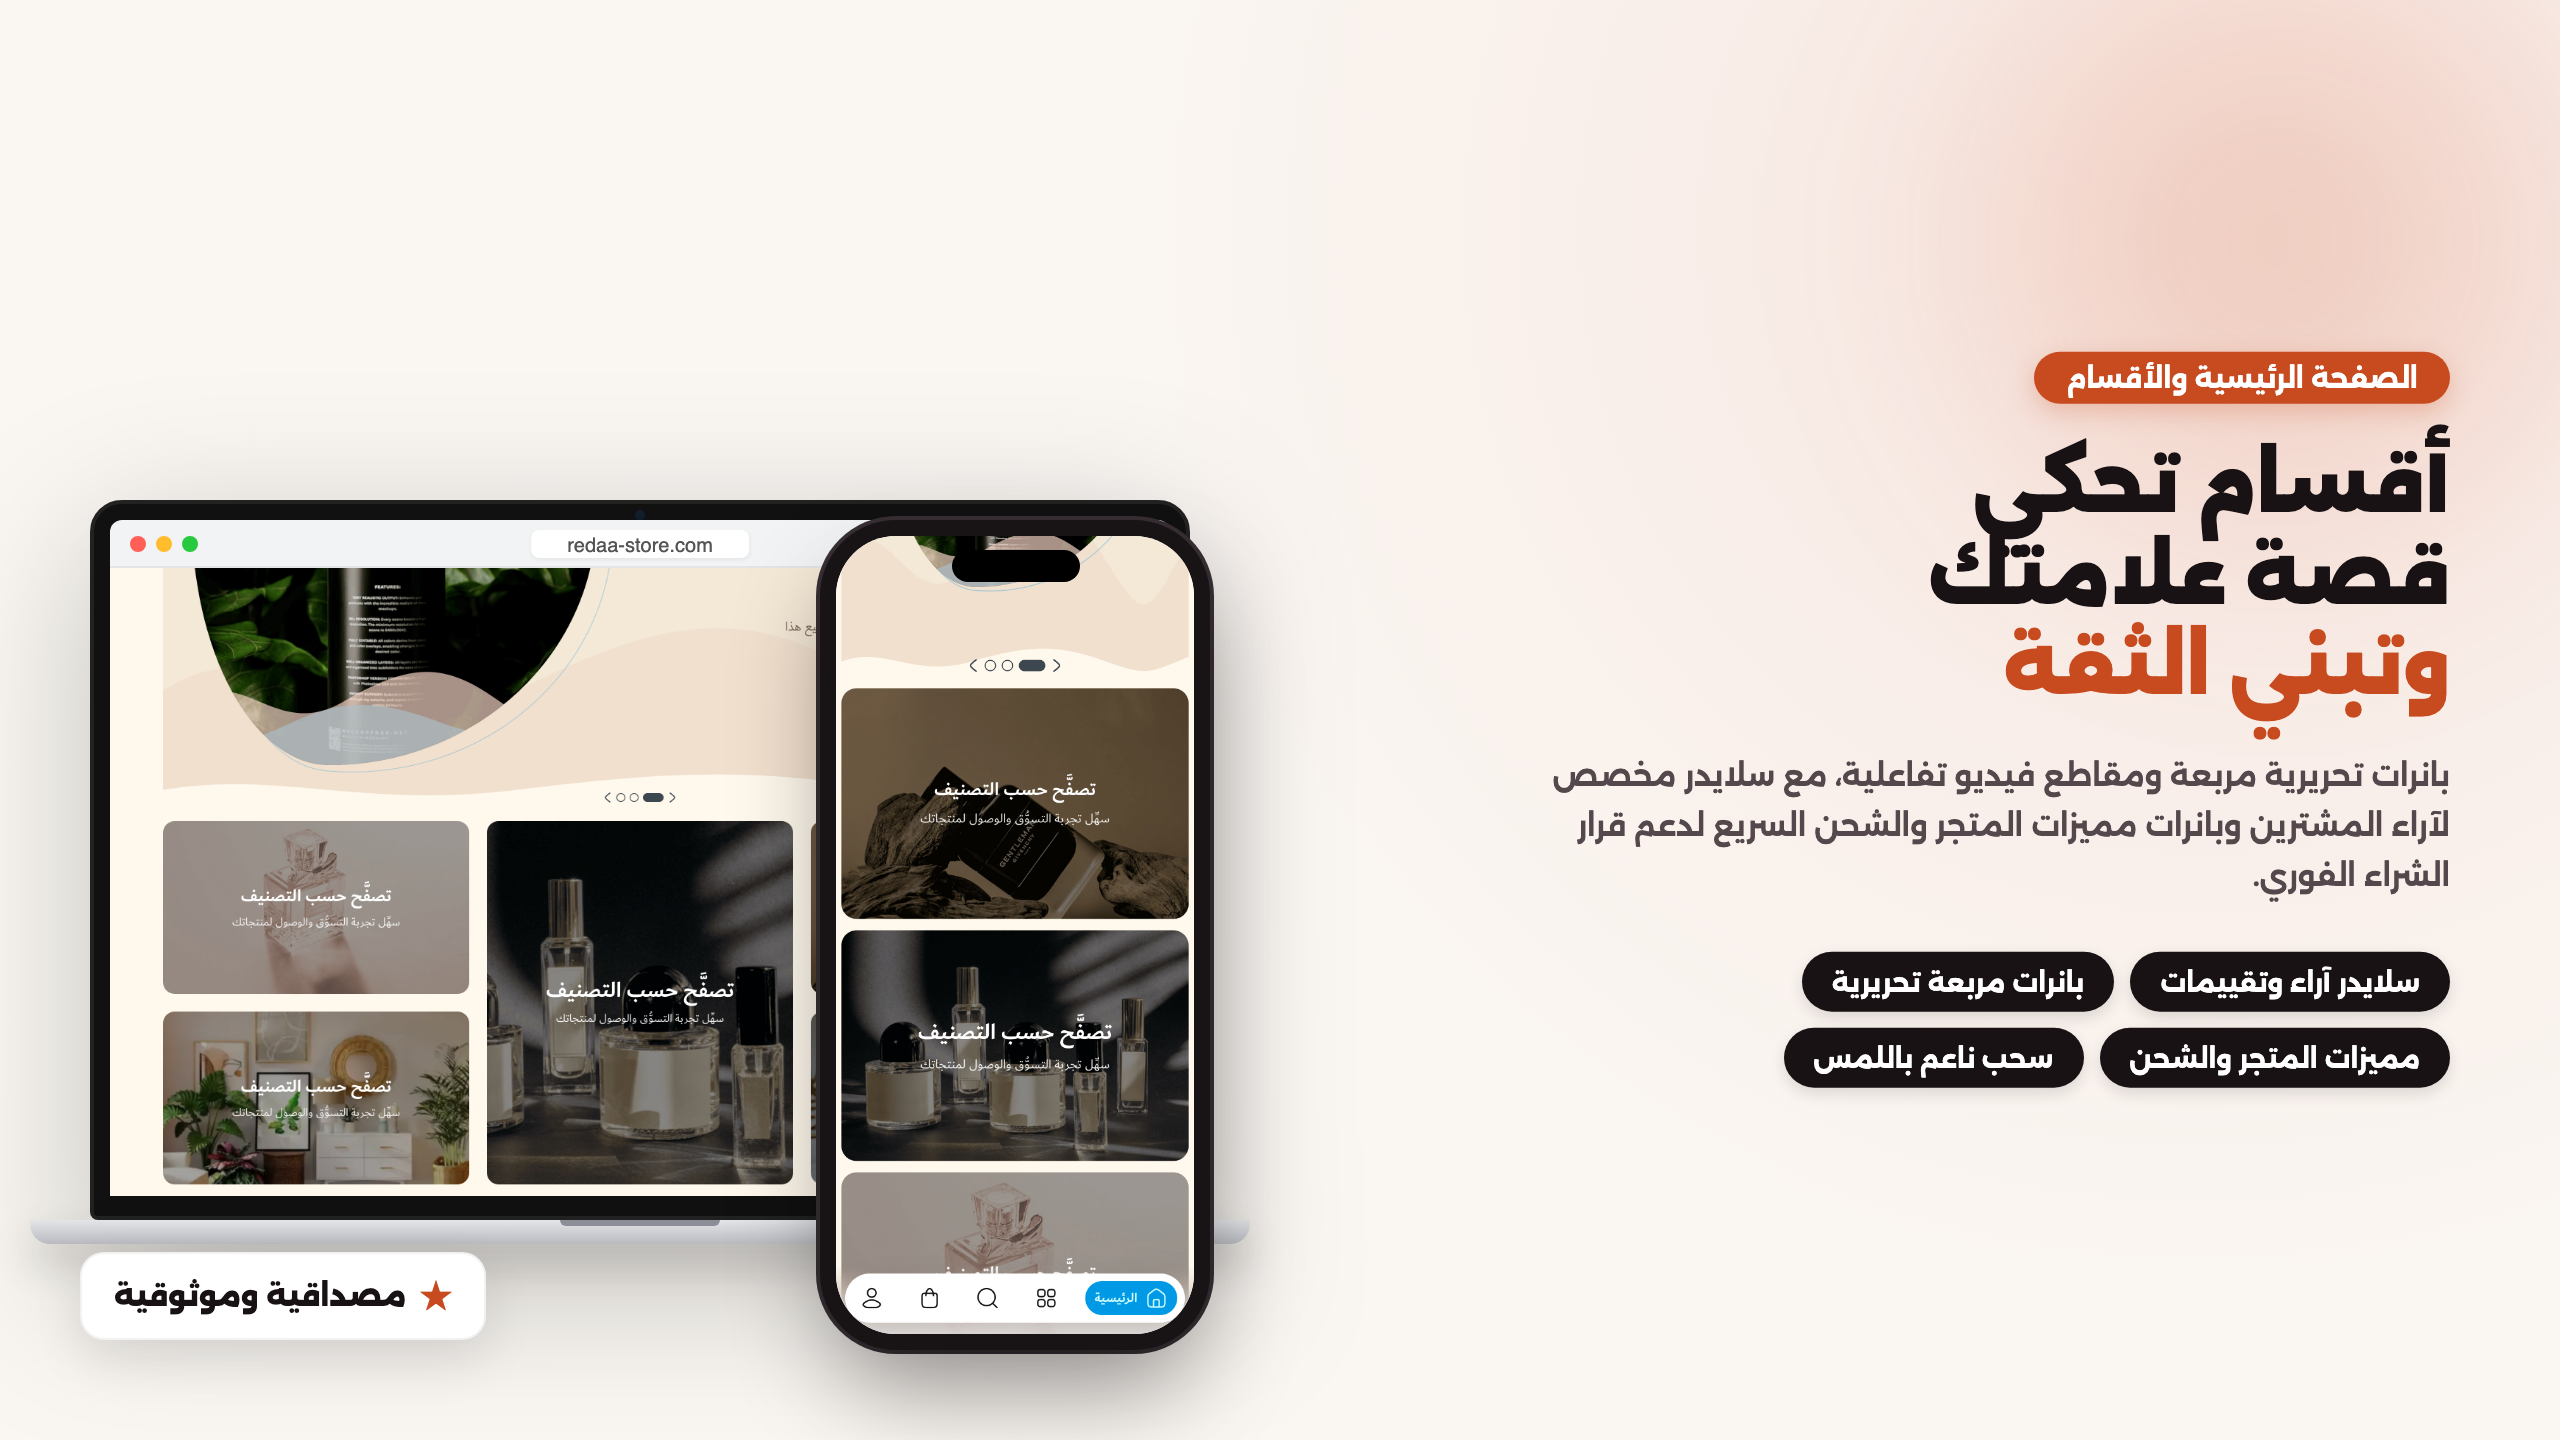 الصفحة الرئيسية والأقسام
أقسام تحكي
قصة علامتك
وتبني الثقة
بانرات تحريرية مربعة ومقاطع فيديو تفاعلية، مع سلايدر مخصص
لآراء المشترين وبانرات مميزات المتجر والشحن السريع لدعم قرار
الشراء الفوري.
سلايدر آراء وتقييمات
بانرات مربعة تحريرية
مميزات المتجر والشحن
سحب ناعم باللمس
redaa-store.com
FEATURES:
هذا
تصفَّح حسب التصنيف
سهِّل تجربة التسوُّق والوصول لمنتجاتك
تصفَّح حسب التصنيف
سهِّل تجربة التسوُّق والوصول لمنتجاتك
تصفَّح حسب التصنيف
سهِّل تجربة التسوُّق والوصول لمنتجاتك
تصفَّح حسب التصنيف
سهِّل تجربة التسوُّق والوصول لمنتجاتك
GENTLEMAN
GIVENCHY
تصفَّح حسب التصنيف
سهِّل تجربة التسوُّق والوصول لمنتجاتك
الرئيسية
مصداقية وموثوقية